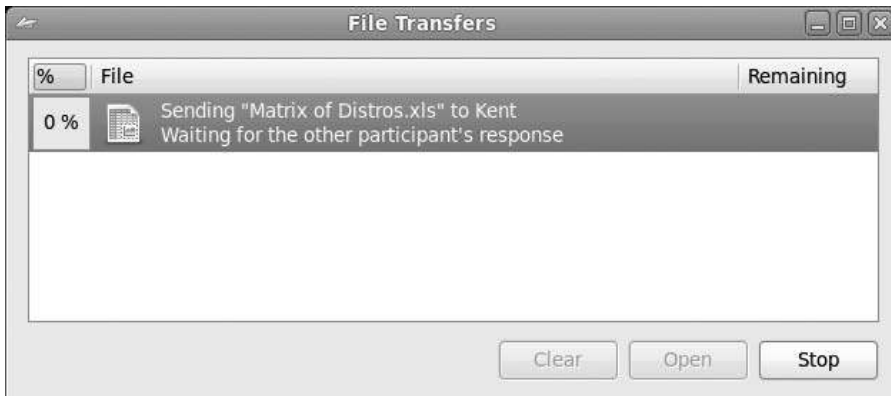 File Transfers
% File Remaining
0 % Sending "Matrix of Distros.xls" to Kent
Waiting for the other participant's response
Clear Open Stop